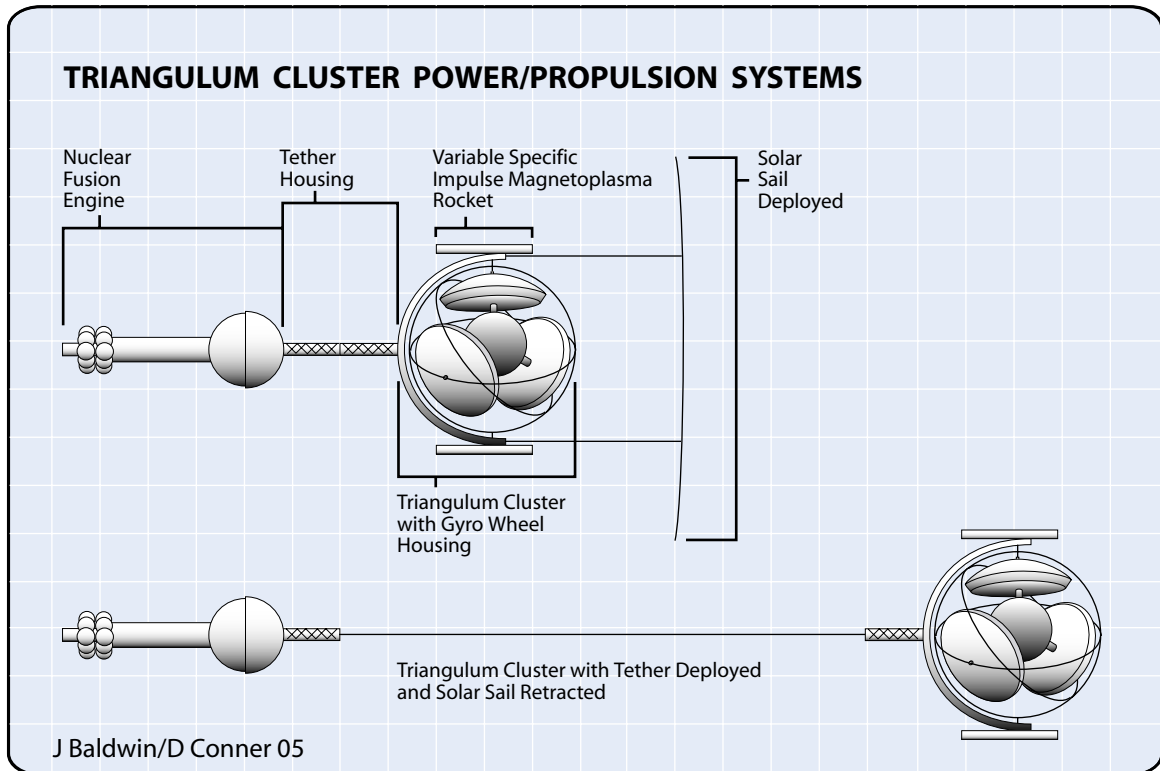 TRIANGULUM CLUSTER POWER/PROPULSION SYSTEMS
Nuclear
Fusion
Engine
Tether
Housing
Variable Specific
Impulse Magnetoplasma
Rocket
Solar
Sail
Deployed
Triangulum Cluster
with Gyro Wheel
Housing
Triangulum Cluster with Tether Deployed
and Solar Sail Retracted
J Baldwin/D Conner 05